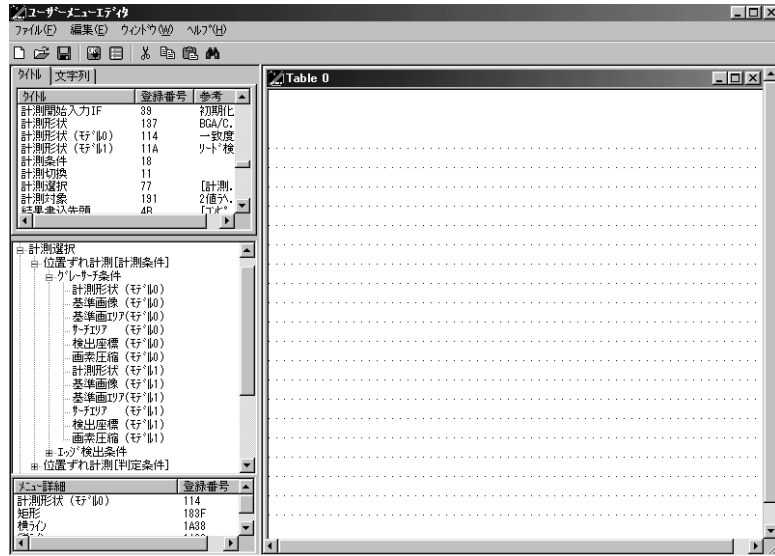 ユーザーメニューエディタ
ファイル(F) 編集(E) ウィンドウ(W) ヘルプ(H)
タイトル 文字列
タイトル 登録番号 参考
計測開始入力IF 39 初期化
計測形状 137 BGA/C.
計測形状 (モデル0) 114 一致度
計測形状 (モデル1) 11A リード検
計測条件 18
計測切換 11
計測選択 77 [計測.
計測対象 191 2値ラベ.
結果書込先頭 4B
計測選択
位置ずれ計測[計測条件]
グレーサーチ条件
計測形状 (モデル0)
基準画像 (モデル0)
基準画エリア(モデル0)
サーチエリア (モデル0)
検出座標 (モデル0)
画素圧縮 (モデル0)
計測形状 (モデル1)
基準画像 (モデル1)
基準画エリア(モデル1)
サーチエリア (モデル1)
検出座標 (モデル1)
画素圧縮 (モデル1)
エッジ検出条件
位置ずれ計測[判定条件]
メニュー詳細 登録番号
計測形状 (モデル0) 114
矩形 183F
横ライン 1A38
Table 0